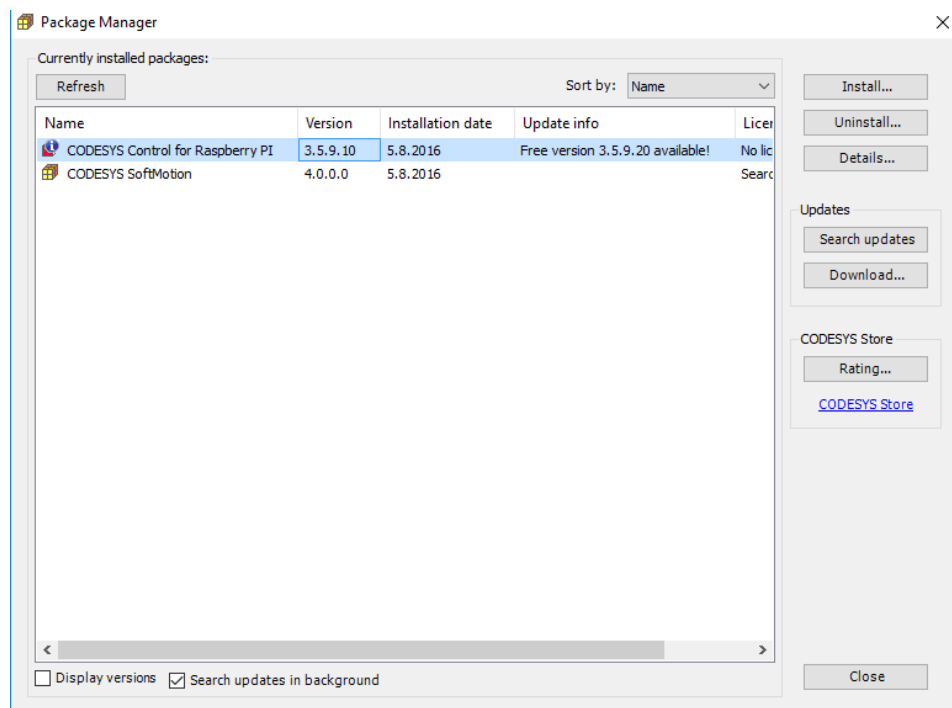 Package Manager
Currently installed packages:
Refresh
Sort by: Name
Name Version Installation date Update info Licer
CODESYS Control for Raspberry PI 3.5.9.10 5.8.2016 Free version 3.5.9.20 available! No lic
CODESYS SoftMotion 4.0.0.0 5.8.2016 Searc
Display versions Search updates in background
Install...
Uninstall...
Details...
Updates
Search updates
Download...
CODESYS Store
Rating...
CODESYS Store
Close